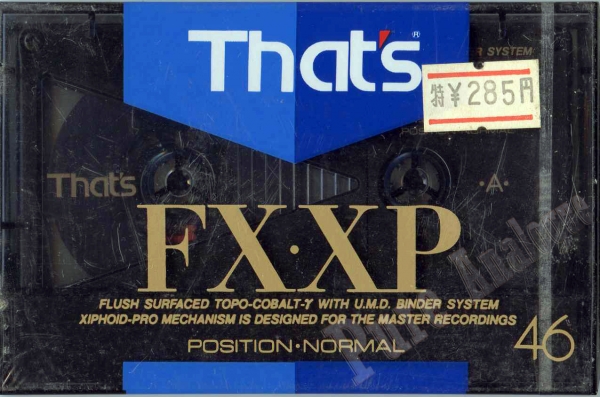 That's®
R SYSTEM
特¥285円
That's
·A·
FX·XP
FLUSH SURFACED TOPO-COBALT-γ WITH U.M.D. BINDER SYSTEM
XIPHOID-PRO MECHANISM IS DESIGNED FOR THE MASTER RECORDINGS
46
POSITION·NORMAL